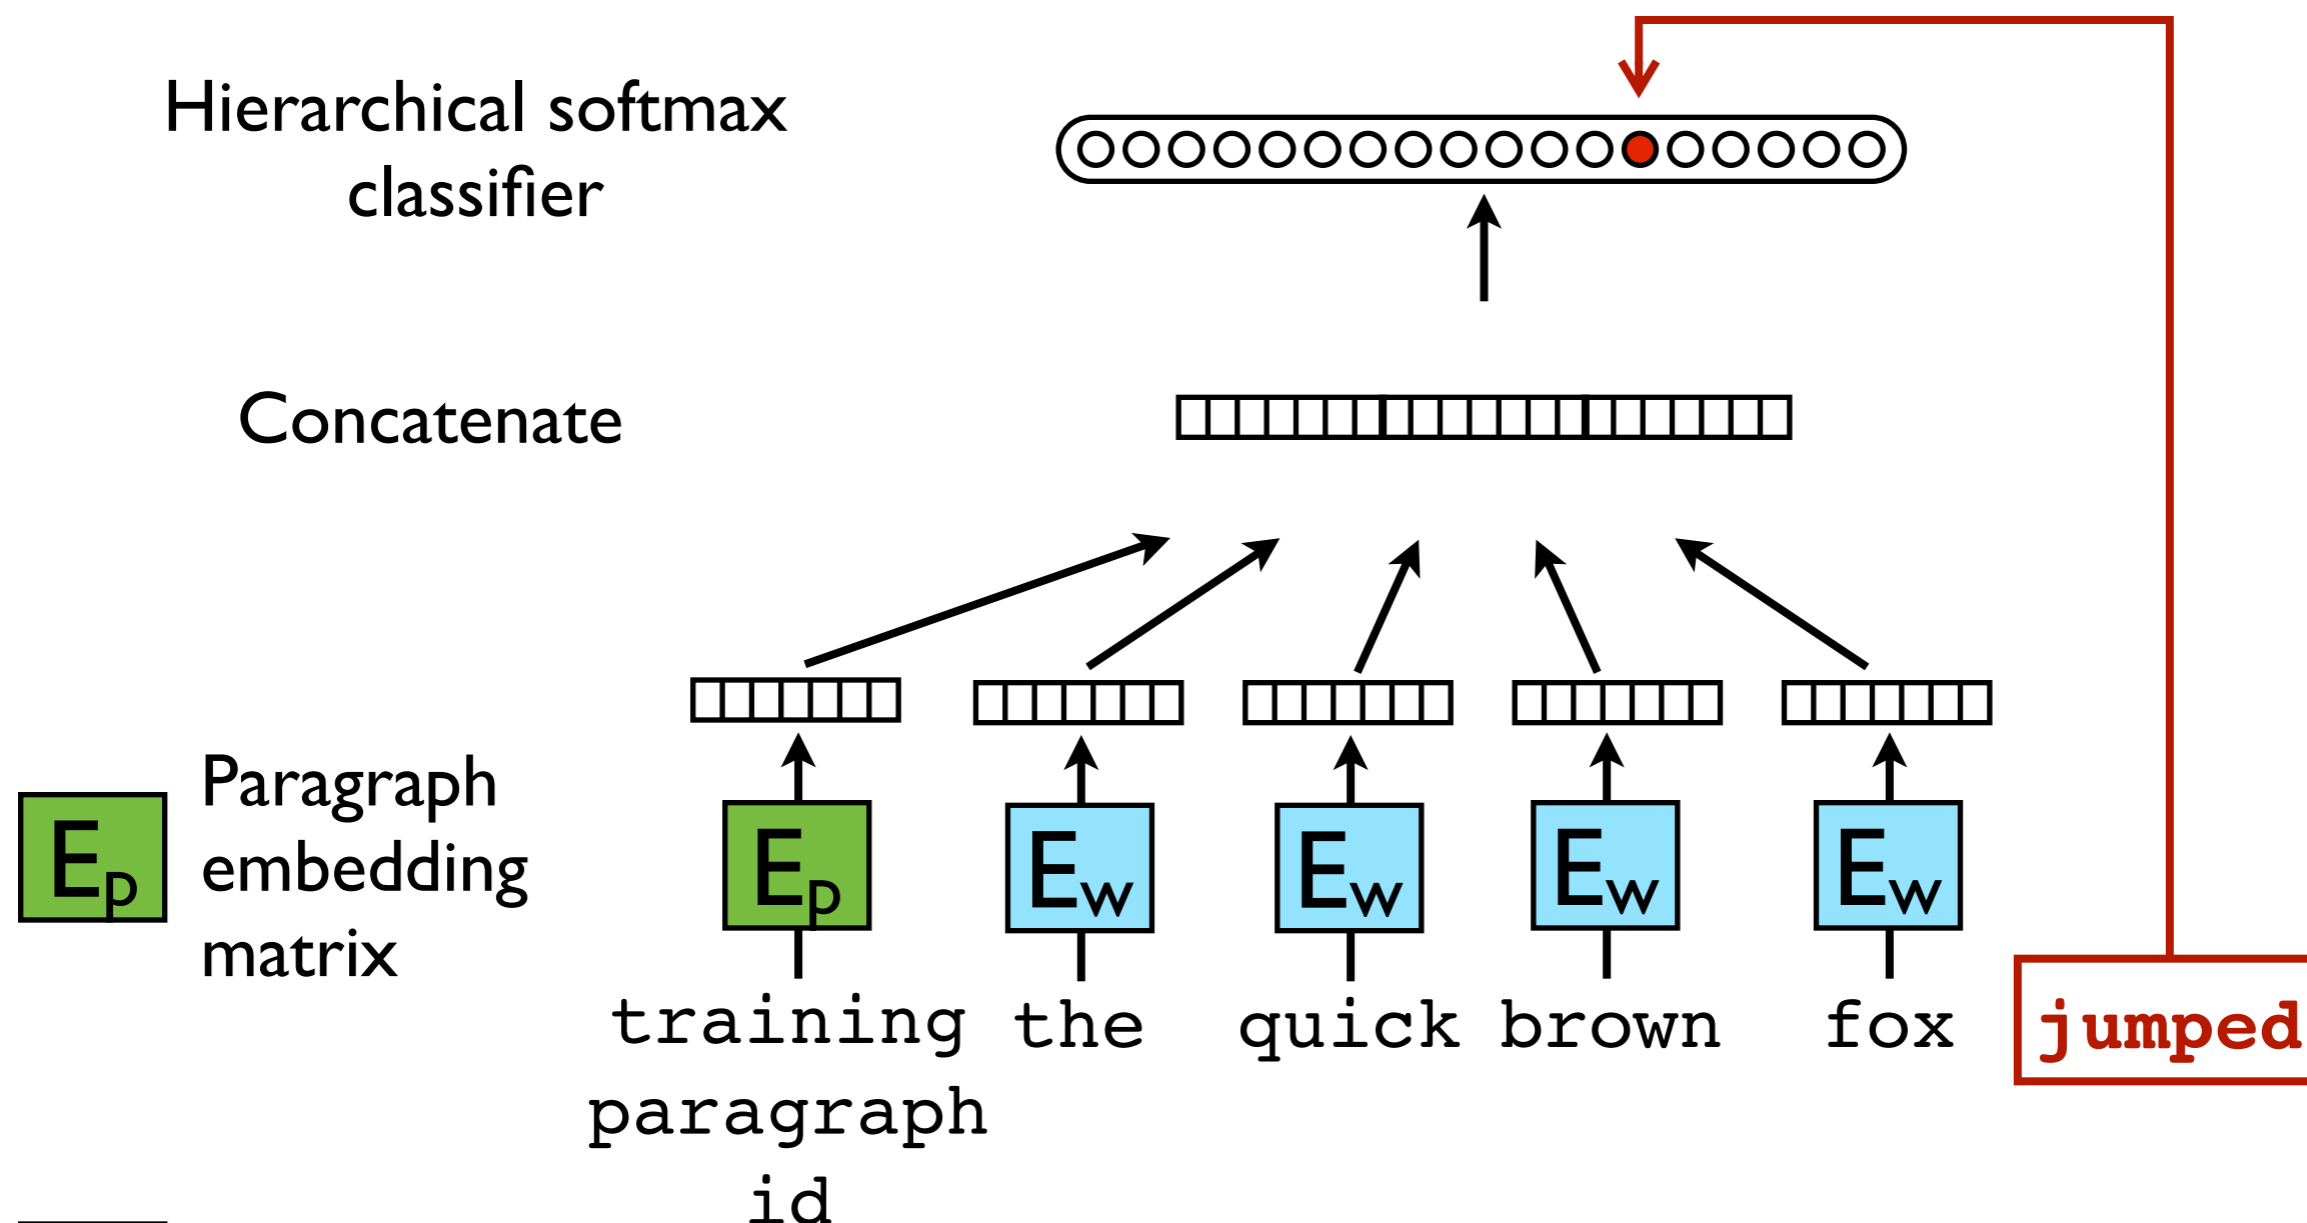 Hierarchical softmax
classifier
Concatenate
Paragraph
embedding
matrix
Ep
Ep
Ew
Ew
Ew
Ew
training
paragraph
id
the
quick
brown
fox
jumped